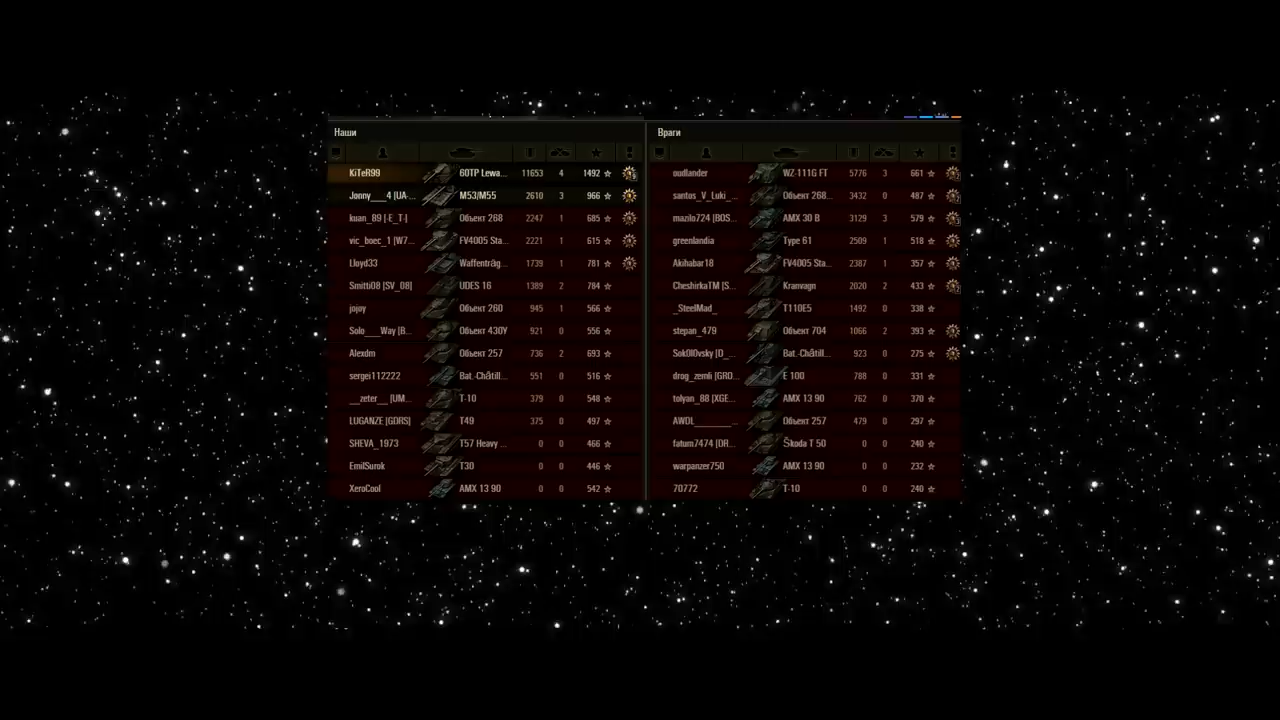 Наши
KiTeR99 60TP Lewa... 11653 4 1492
Jonny___4 [UA-... M53/M55 2610 3 966
kuan_89 [-E_T-] Объект 268 2247 1 685
vic_boec_1 [W7... FV4005 Sta... 2221 1 615
Lloyd33 Waffenträg... 1739 1 781
Smitti08 [SV_08] UDES 16 1389 2 784
jojoy Объект 260 945 1 566
Solo___Way [B... Объект 430У 921 0 556
Alexdm Объект 257 736 2 693
sergei112222 Bat.-Châtill... 551 0 516
__zeter__ [UM... T-10 379 0 548
LUGANZE [GDRS] T49 375 0 497
SHEVA_1973 T57 Heavy ... 0 0 466
EmilSurok T30 0 0 446
XeroCool AMX 13 90 0 0 542
Враги
oudlander WZ-111G FT 5776 3 661
santos_V_Luki_... Объект 268... 3432 0 487
mazilo724 [BOS... AMX 30 B 3129 3 579
greenlandia Type 61 2509 1 518
Akihabar18 FV4005 Sta... 2387 1 357
CheshirkaTM [S... Kranvagn 2020 2 433
_SteelMad_ T110E5 1492 0 338
stepan_479 Объект 704 1066 2 393
Sok0l0vsky [D_... Bat.-Châtill... 923 0 275
drog_zemli [GRO... E 100 788 0 331
tolyan_88 [XGE... AMX 13 90 762 0 370
AWOL________... Объект 257 479 0 297
fatum7474 [DR... Škoda T 50 0 0 240
warpanzer750 AMX 13 90 0 0 232
70772 T-10 0 0 240